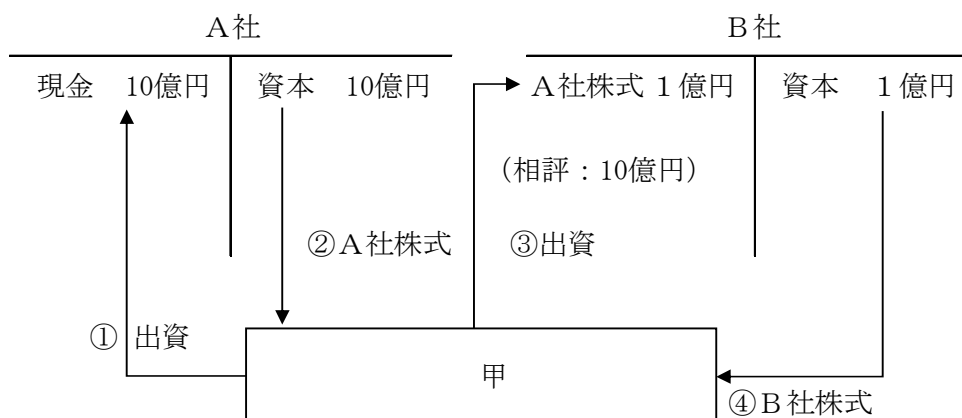 A社 B社
現金 10億円 資本 10億円 A社株式 1億円 資本 1億円
(相評:10億円)
②A社株式 ③出資
① 出資
甲
④B社株式